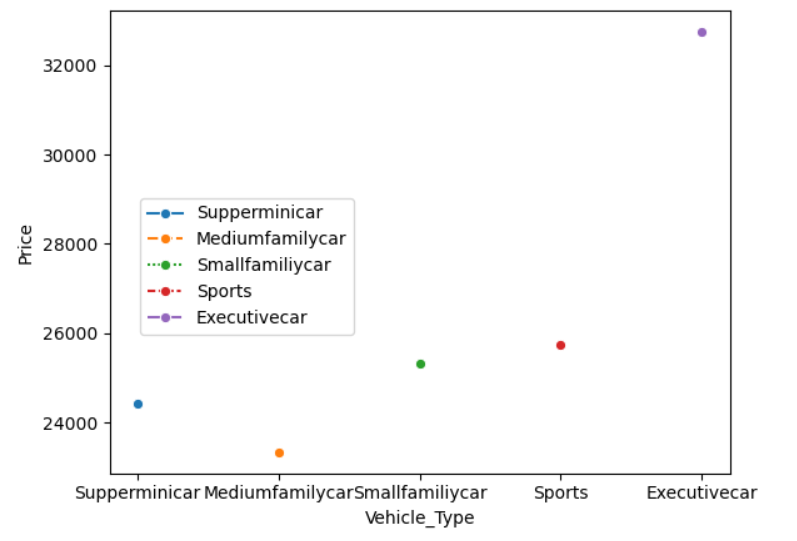 32000
30000
28000
26000
24000
Price
Supperminicar
Mediumfamilycar
Smallfamiliycar
Sports
Executivecar
Supperminicar Mediumfamilycar Smallfamiliycar Sports Executivecar
Vehicle_Type